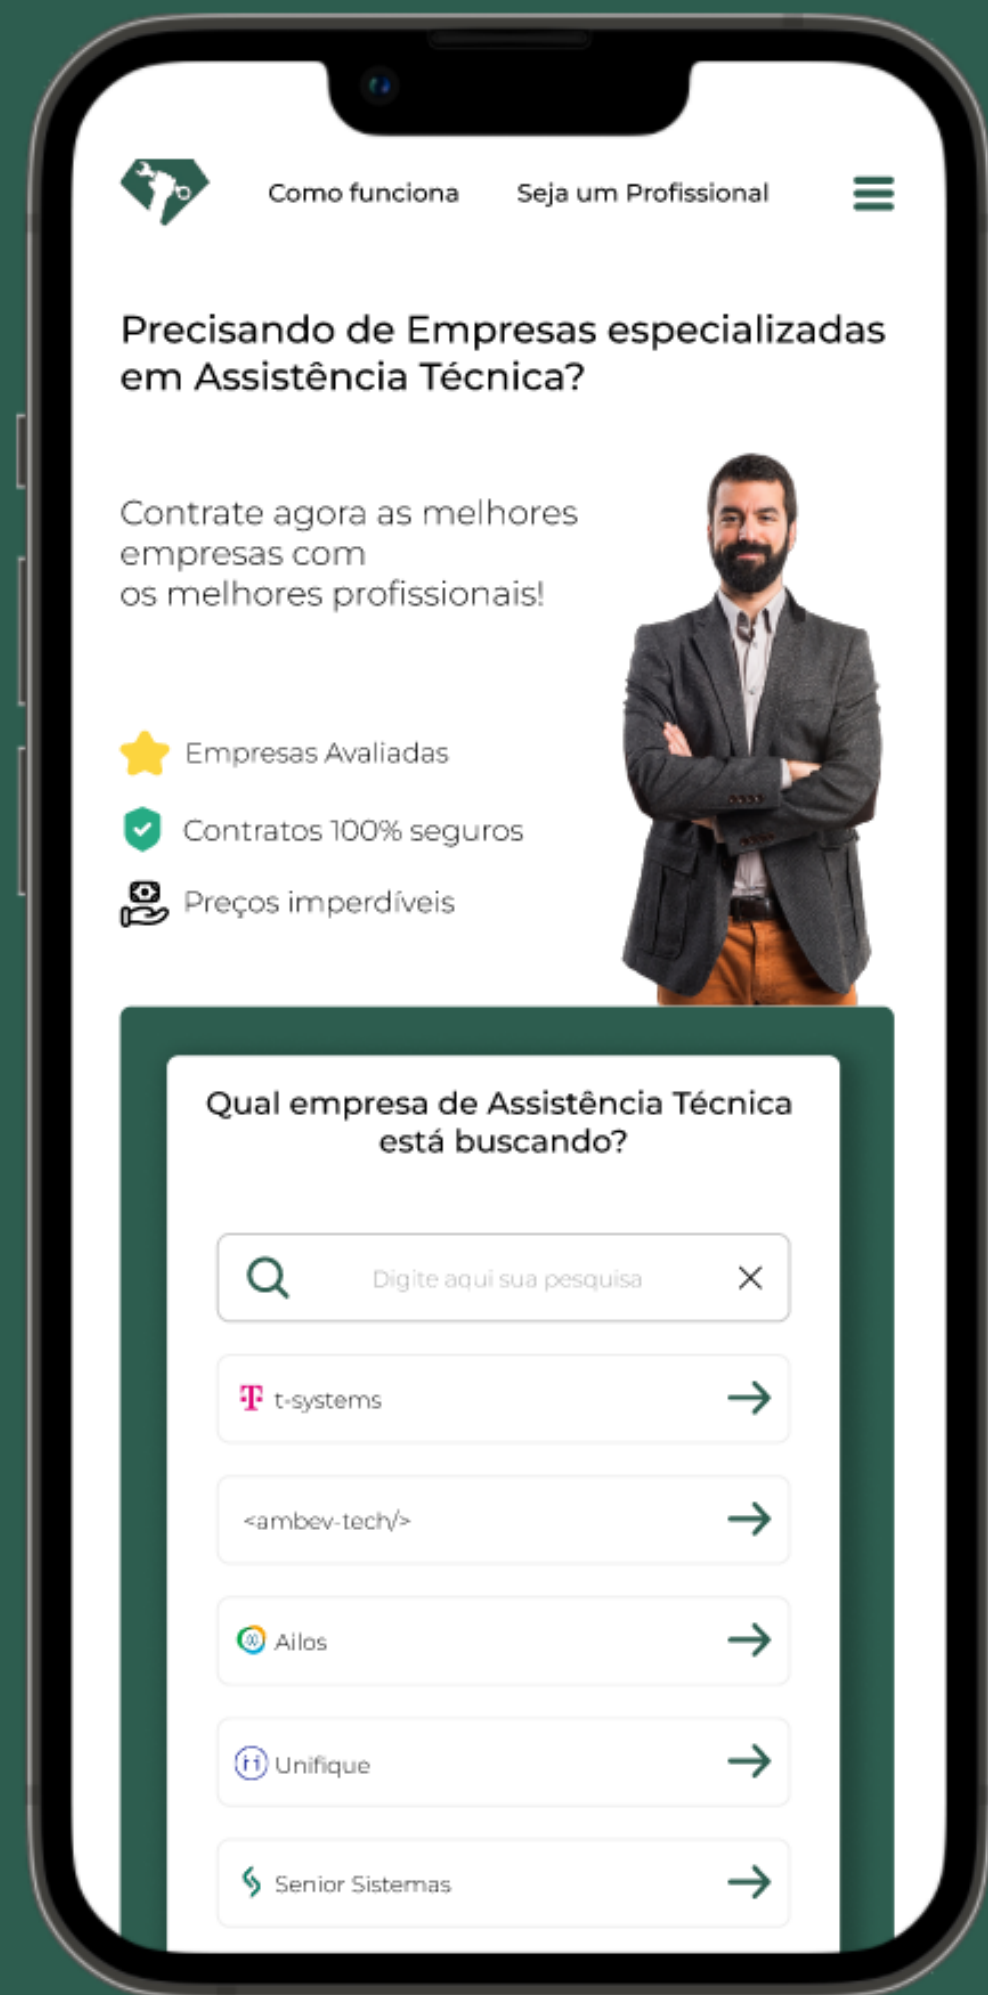 Como funciona
Seja um Profissional
Precisando de Empresas especializadas
em Assistência Técnica?
Contrate agora as melhores
empresas com
os melhores profissionais!
Empresas Avaliadas
Contratos 100% seguros
Preços imperdíveis
Qual empresa de Assistência Técnica
está buscando?
Digite aqui sua pesquisa
T t-systems
<ambev-tech/>
Ailos
Unifique
Senior Sistemas